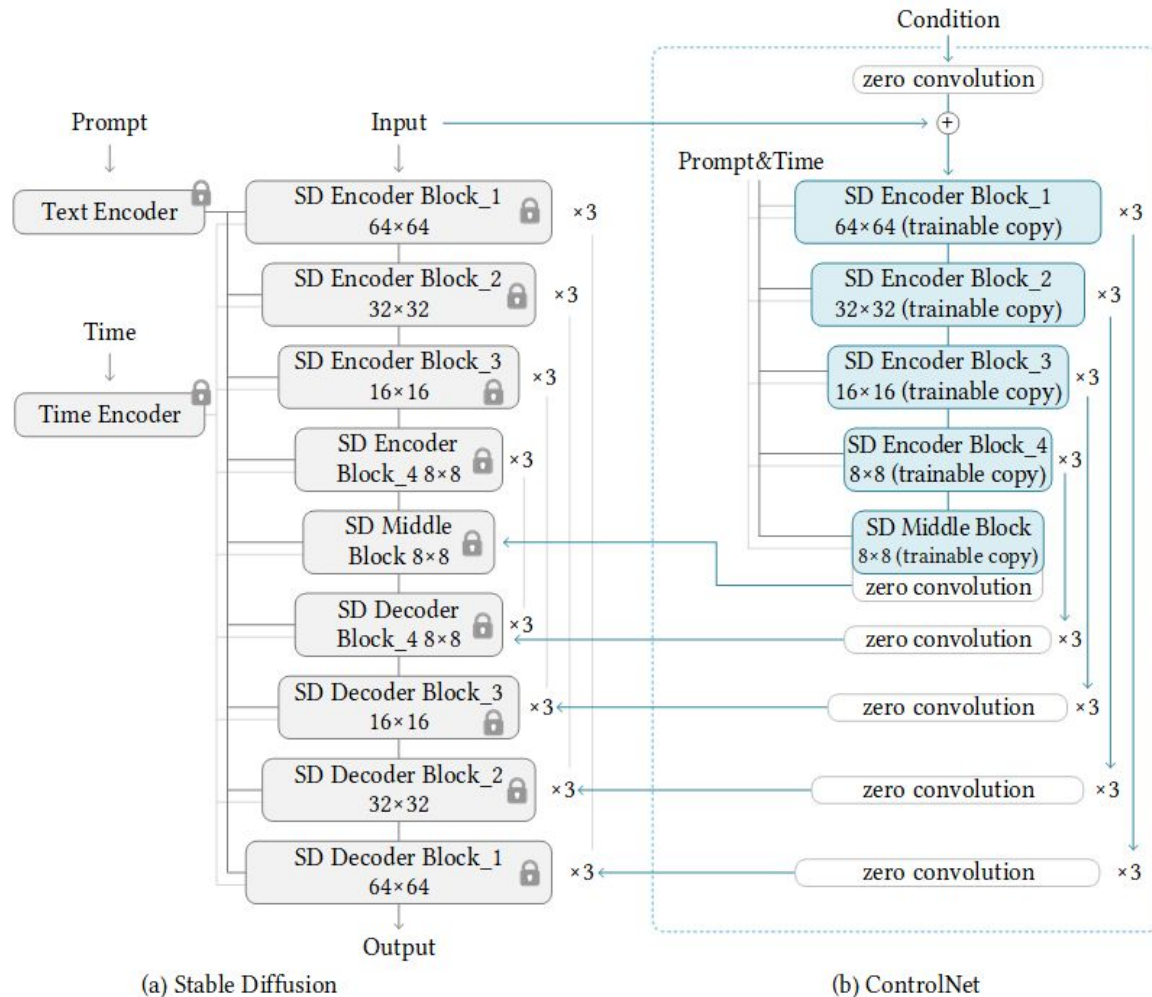 Prompt
Input
Text Encoder
Time
Time Encoder
SD Encoder Block_1
64×64
×3
SD Encoder Block_2
32×32
×3
SD Encoder Block_3
16×16
×3
SD Encoder
Block_4 8×8
×3
SD Middle
Block 8×8
SD Decoder
Block_4 8×8
×3
SD Decoder Block_3
16×16
×3
SD Decoder Block_2
32×32
×3
SD Decoder Block_1
64×64
×3
Output
(a) Stable Diffusion
Condition
zero convolution
+
Prompt&Time
SD Encoder Block_1
64×64 (trainable copy)
×3
SD Encoder Block_2
32×32 (trainable copy)
×3
SD Encoder Block_3
16×16 (trainable copy)
×3
SD Encoder Block_4
8×8 (trainable copy)
×3
SD Middle Block
8×8 (trainable copy)
zero convolution
zero convolution
×3
zero convolution
×3
zero convolution
×3
zero convolution
×3
(b) ControlNet